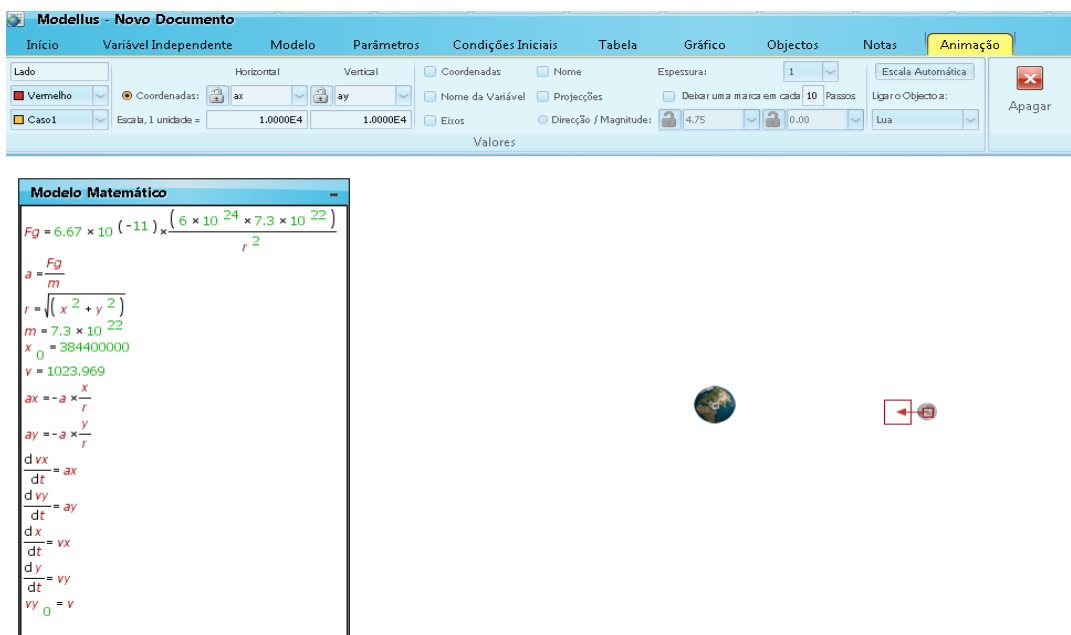 Modellus - Novo Documento
Início Variável Independente Modelo Parâmetros Condições Iniciais Tabela Gráfico Objectos Notas Animação
Lado Horizontal Vertical Coordenadas Nome Espessura: 1 Escala Automática
Vermelho Coordenadas: ax ay Nome da Variável Projecções Deixar uma marca em cada 10 Passos Ligar o Objecto a:
Caso1 Escala, 1 unidade = 1.0000E4 1.0000E4 Eixos Direcção / Magnitude: 4.75 0.00 Lua
Apagar
Valores
Modelo Matemático
Fg = 6.67 × 10 (-11) × ( 6 × 10 24 × 7.3 × 10 22 )
r 2
a = Fg
m
r = √( x 2 + y 2 )
m = 7.3 × 10 22
x 0 = 384400000
v = 1023.969
ax = - a × x
r
ay = - a × y
r
d vx
dt = ax
d vy
dt = ay
d x
dt = vx
d y
dt = vy
vy 0 = v